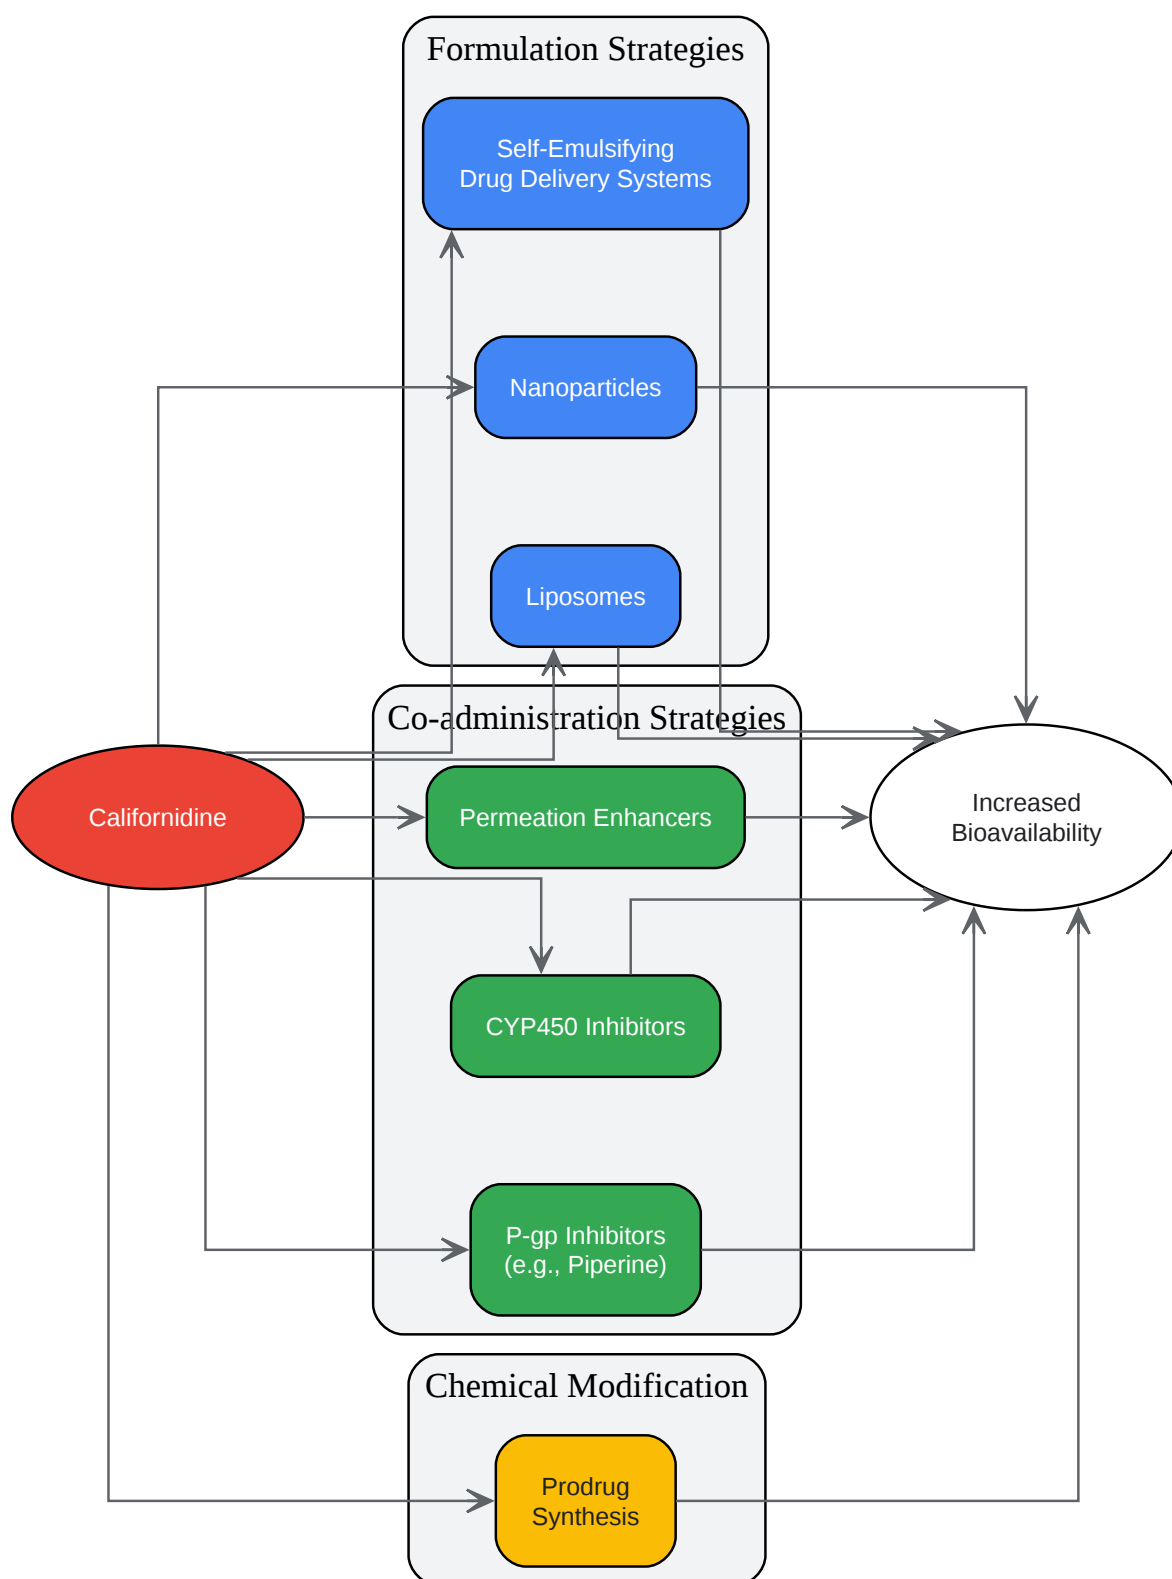 Formulation Strategies
Self-Emulsifying
Drug Delivery Systems
Nanoparticles
Liposomes
Co-administration Strategies
Californidine
Permeation Enhancers
Increased
Bioavailability
CYP450 Inhibitors
P-gp Inhibitors
(e.g., Piperine)
Chemical Modification
Prodrug
Synthesis